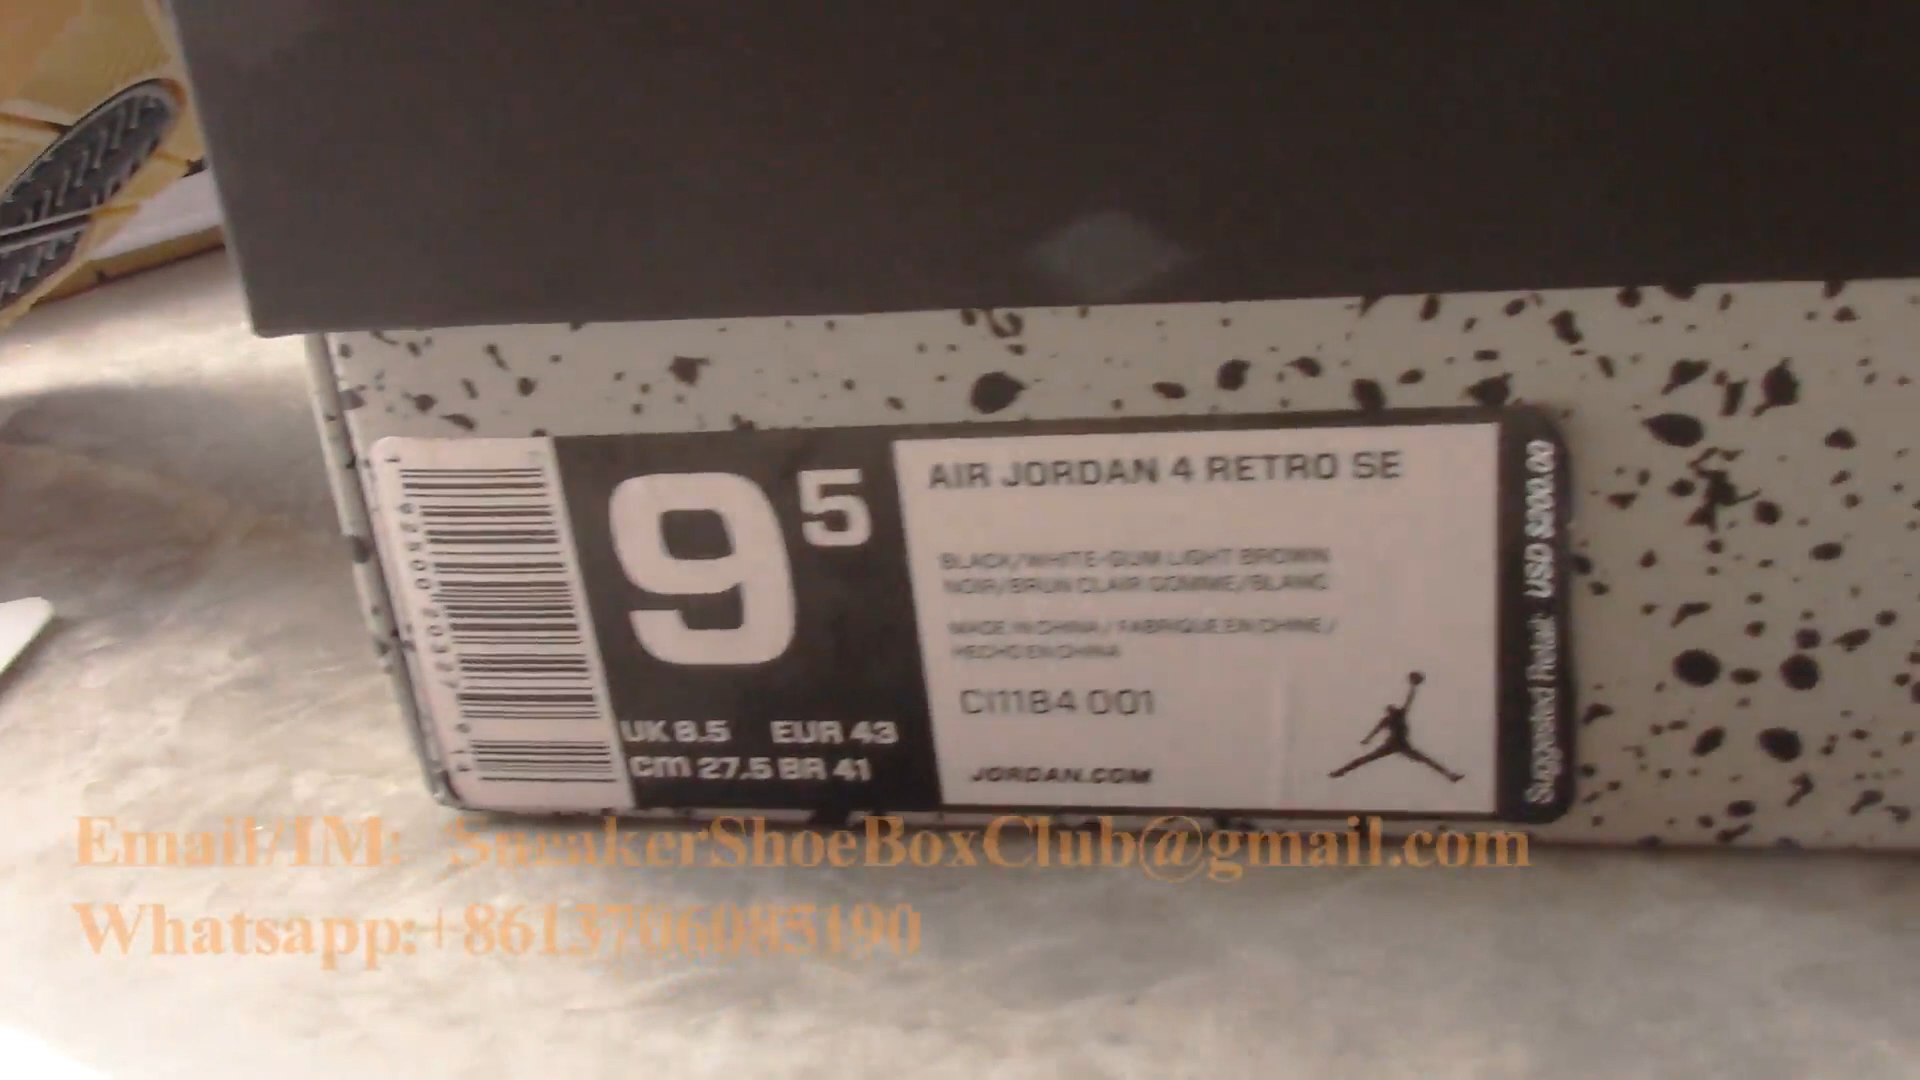 9 5
UK 8.5 EUR 43
cm 27.5 BR 41
AIR JORDAN 4 RETRO SE
BLACK/WHITE-GUM LIGHT BROWN
NOIR/BRUN CLAIR GOMME/BLANC
MADE IN CHINA / FABRIQUE EN CHINE /
HECHO EN CHINA
CI1184 001
JORDAN.COM
Suggested Retail: USD $200.00
Email/IM: SneakerShoeBoxClub@gmail.com
Whatsapp:+8613706085190